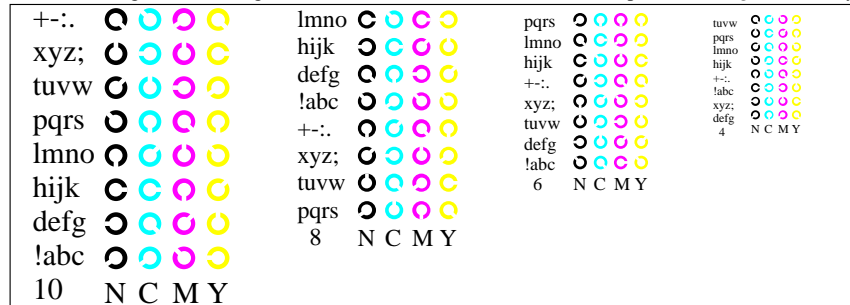 +-:.
xyz;
tuvw
pqrs
lmno
hijk
defg
!abc
10 N C M Y
lmno
hijk
defg
!abc
+-:.
xyz;
tuvw
pqrs
8 N C M Y
pqrs
lmno
hijk
+-:.
xyz;
tuvw
defg
!abc
6 N C M Y
tuvw
pqrs
lmno
hijk
+-:.
!abc
xyz;
defg
4 N C M Y